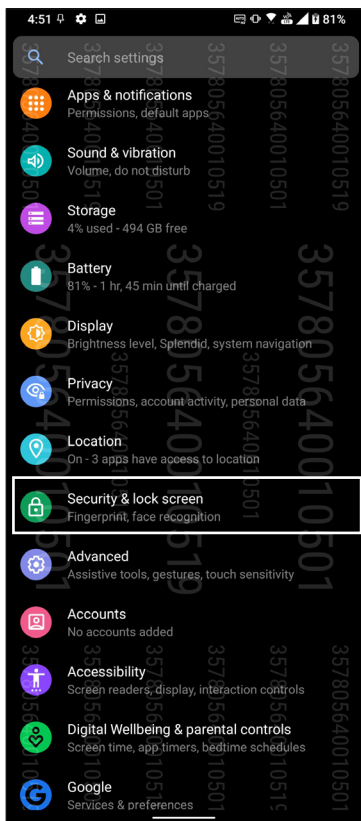 4:51 81%
Search settings
Apps & notifications
Permissions, default apps
Sound & vibration
Volume, do not disturb
Storage
4% used - 494 GB free
Battery
81% - 1 hr, 45 min until charged
Display
Brightness level, Splendid, system navigation
Privacy
Permissions, account activity, personal data
Location
On - 3 apps have access to location
Security & lock screen
Fingerprint, face recognition
Advanced
Assistive tools, gestures, touch sensitivity
Accounts
No accounts added
Accessibility
Screen readers, display, interaction controls
Digital Wellbeing & parental controls
Screen time, app timers, bedtime schedules
Google
Services & preferences